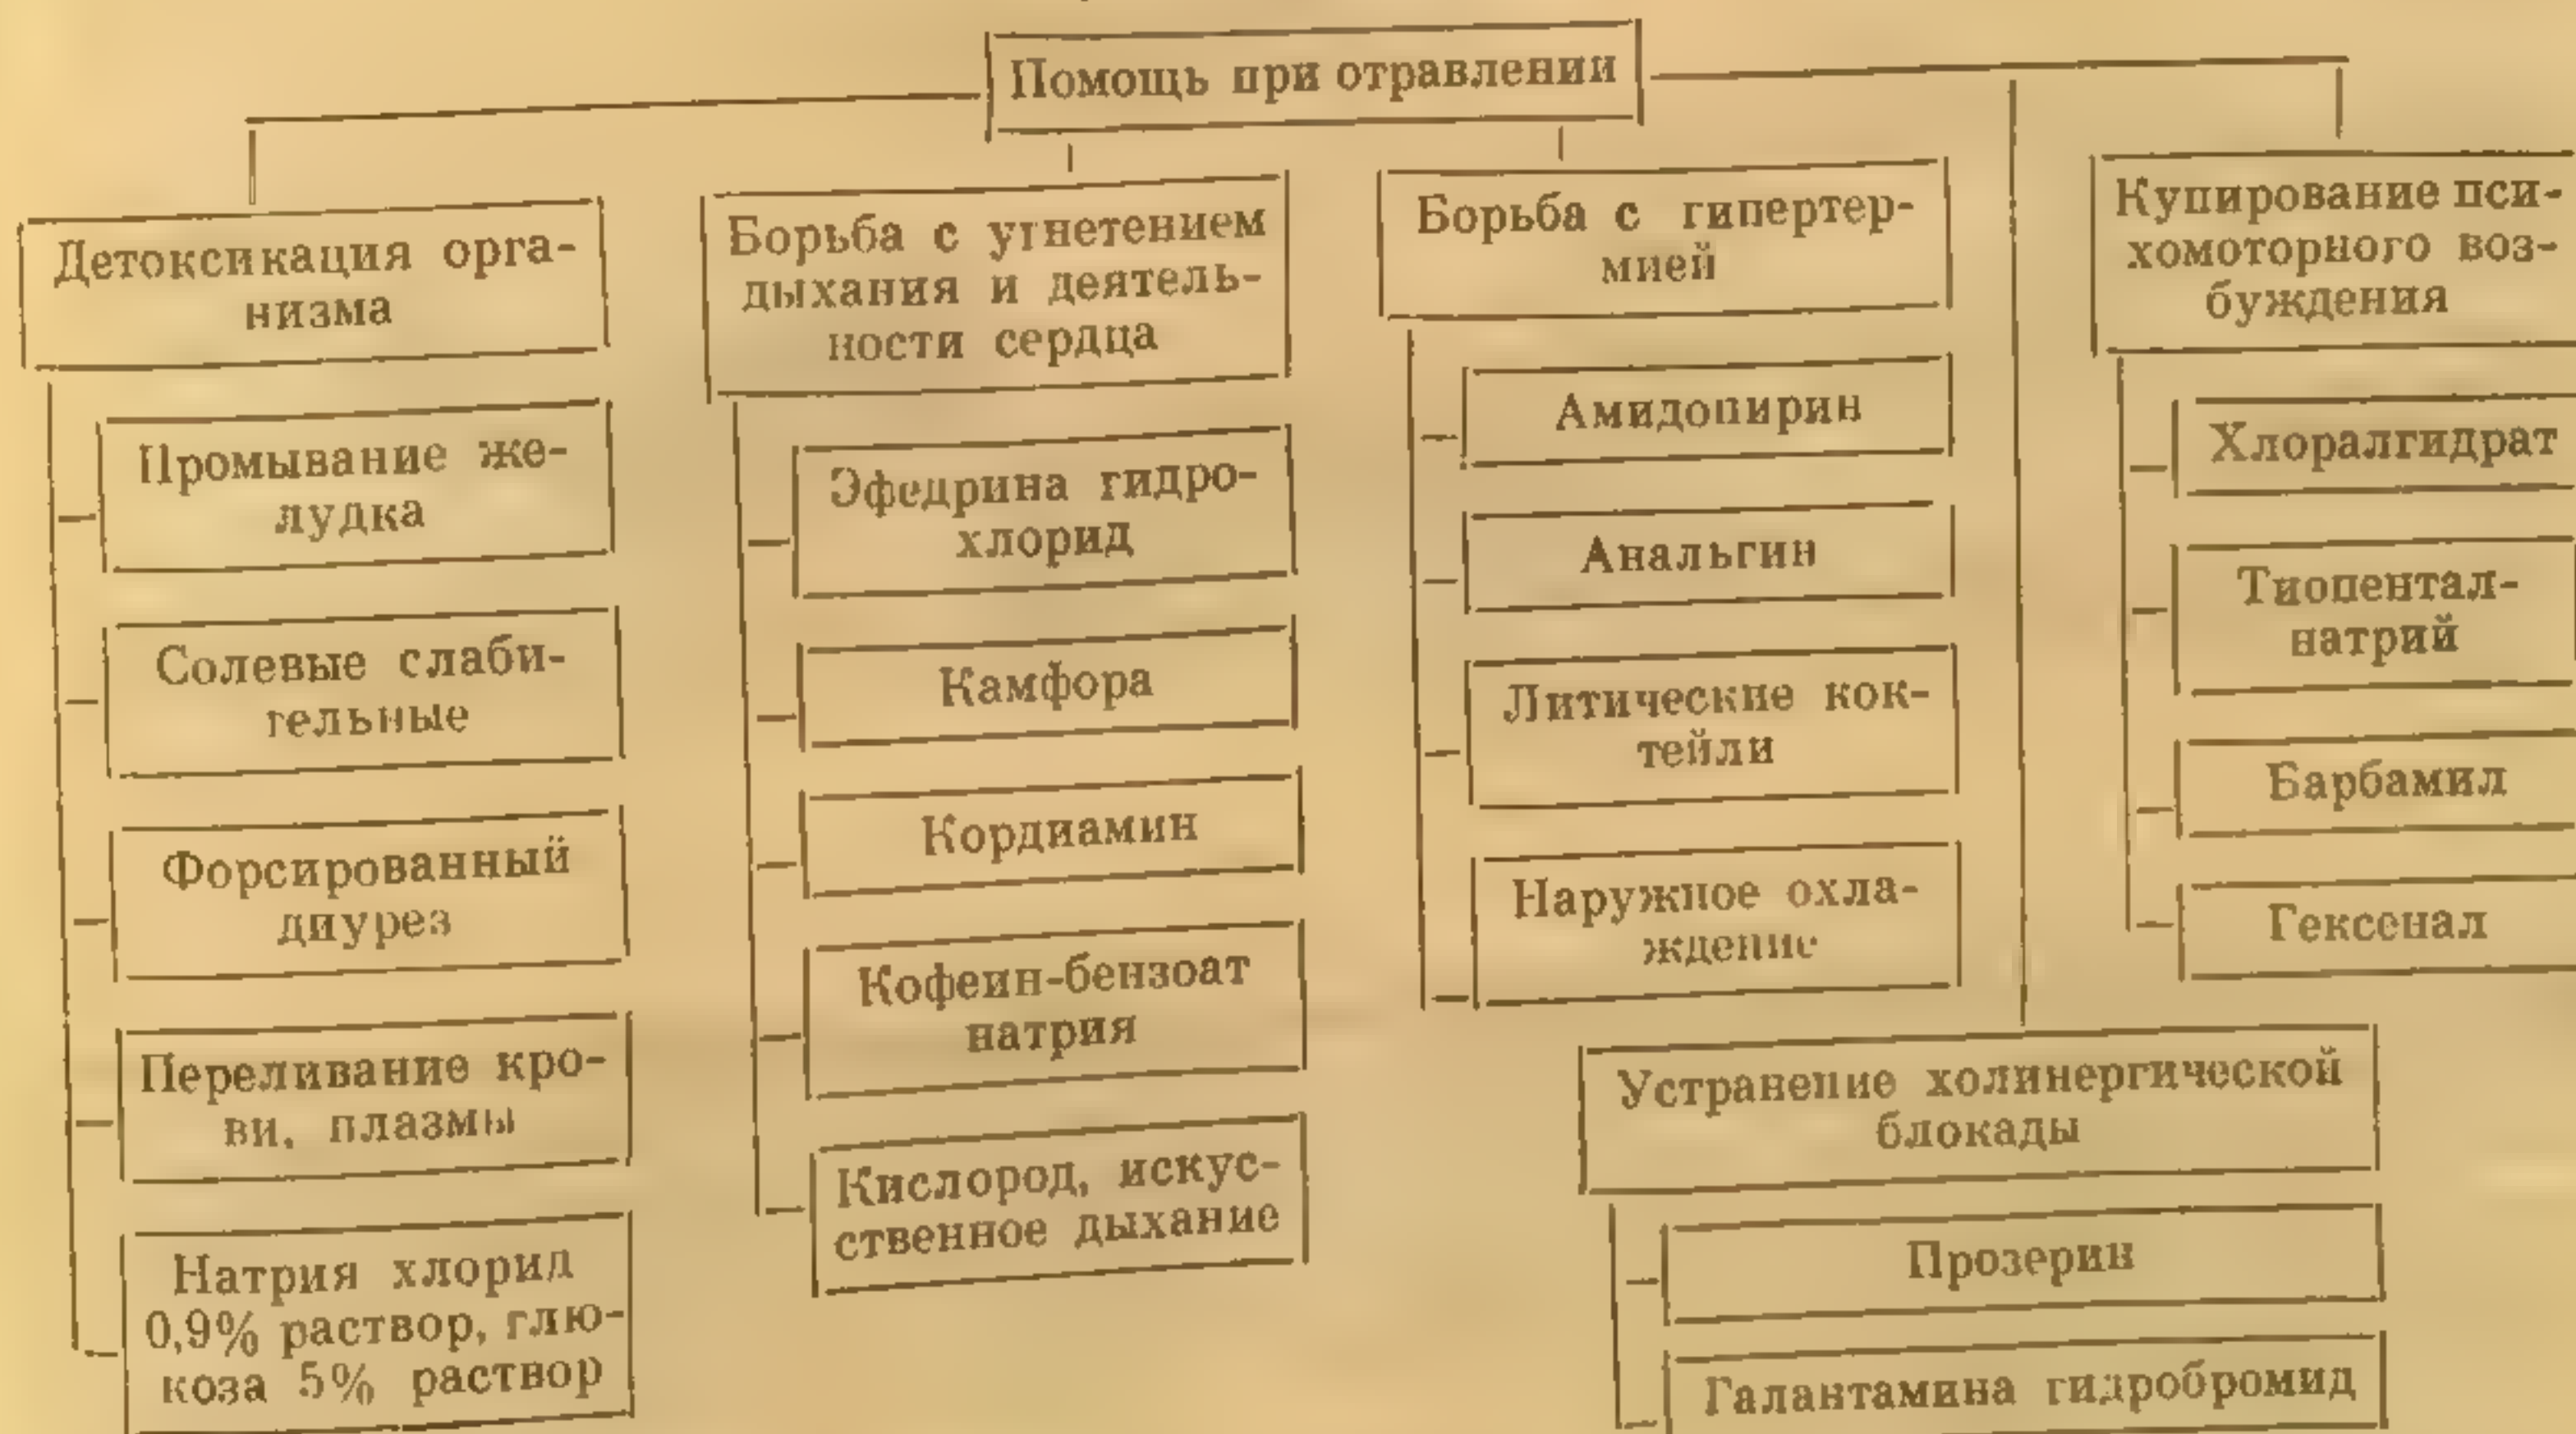 Помощь при отравлении
Детоксикация орга-
низма
Промывание же-
лудка
Солевые слаби-
тельные
Форсированный
диурез
Переливание кро-
ви, плазмы
Натрия хлорид
0,9% раствор, глю-
коза 5% раствор
Борьба с угнетением
дыхания и деятель-
ности сердца
Эфедрина гидро-
хлорид
Камфора
Кордиамин
Кофеин-бензоат
натрия
Кислород, искус-
ственное дыхание
Борьба с гипертер-
мией
Амидопирин
Анальгин
Литические кок-
тейли
Наружное охла-
ждение
Купирование пси-
хомоторного воз-
буждения
Хлоралгидрат
Тиопентал-
натрий
Барбамил
Гексенал
Устранение холинергической
блокады
Прозерин
Галантамина гидробромид